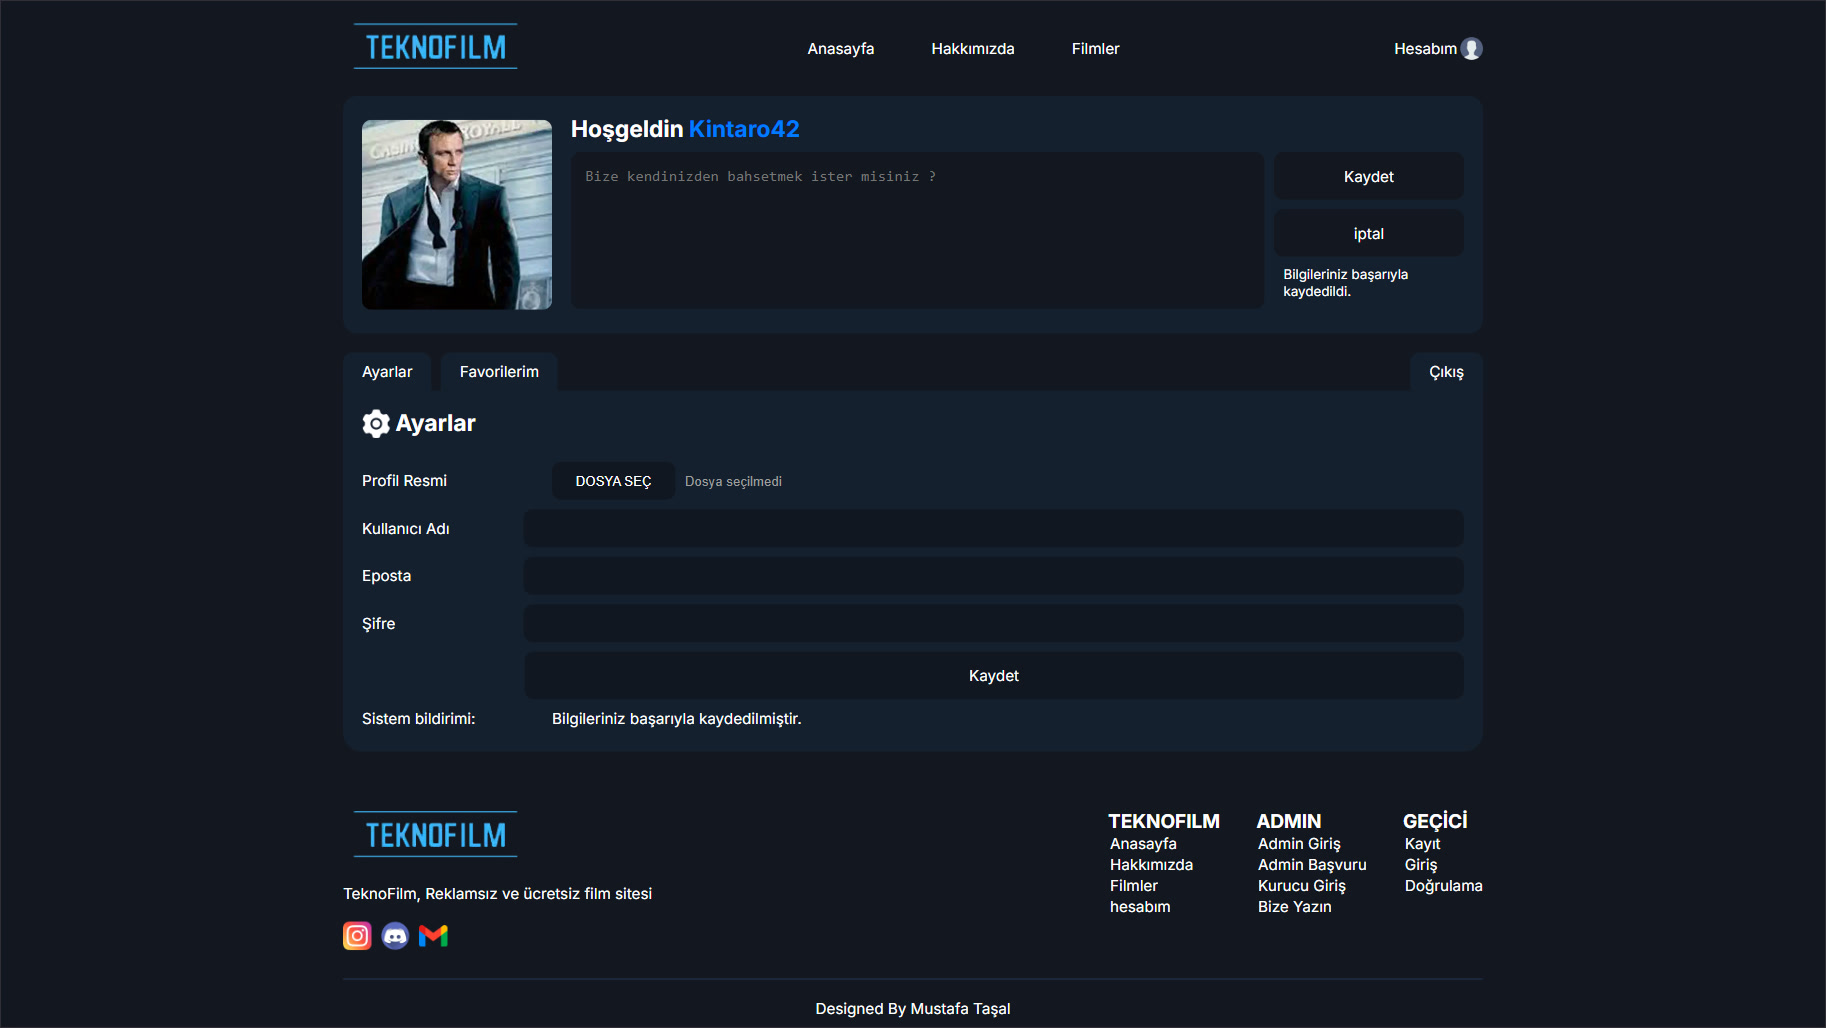 TEKNOFILM
Anasayfa Hakkımızda Filmler Hesabım
Hoşgeldin Kintaro42
Bize kendinizden bahsetmek ister misiniz ?
Kaydet
iptal
Bilgileriniz başarıyla
kaydedildi.
Ayarlar Favorilerim Çıkış
Ayarlar
Profil Resmi DOSYA SEÇ Dosya seçilmedi
Kullanıcı Adı
Eposta
Şifre
Kaydet
Sistem bildirimi: Bilgileriniz başarıyla kaydedilmiştir.
TEKNOFILM
TeknoFilm, Reklamsız ve ücretsiz film sitesi
TEKNOFILM
Anasayfa
Hakkımızda
Filmler
hesabım
ADMIN
Admin Giriş
Admin Başvuru
Kurucu Giriş
Bize Yazın
GEÇİCİ
Kayıt
Giriş
Doğrulama
Designed By Mustafa Taşal